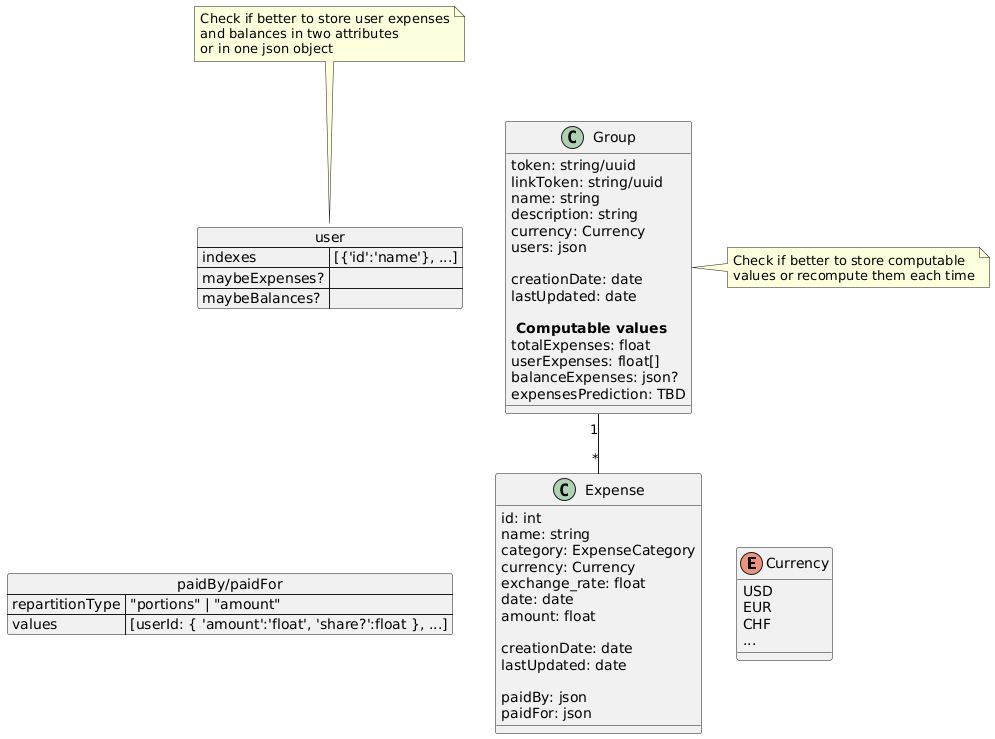 Check if better to store user expenses
and balances in two attributes
or in one json object
C Group
token: string/uuid
linkToken: string/uuid
name: string
description: string
currency: Currency
users: json
creationDate: date
lastUpdated: date
Computable values
totalExpenses: float
userExpenses: float[]
balanceExpenses: json?
expensesPrediction: TBD
user
indexes [{'id':'name'}, ...]
maybeExpenses?
maybeBalances?
Check if better to store computable
values or recompute them each time
1
*
C Expense
id: int
name: string
category: ExpenseCategory
currency: Currency
exchange_rate: float
date: date
amount: float
creationDate: date
lastUpdated: date
paidBy: json
paidFor: json
paidBy/paidFor
repartitionType "portions" | "amount"
values [userId: { 'amount':'float', 'share?':float }, ...]
E Currency
USD
EUR
CHF
...